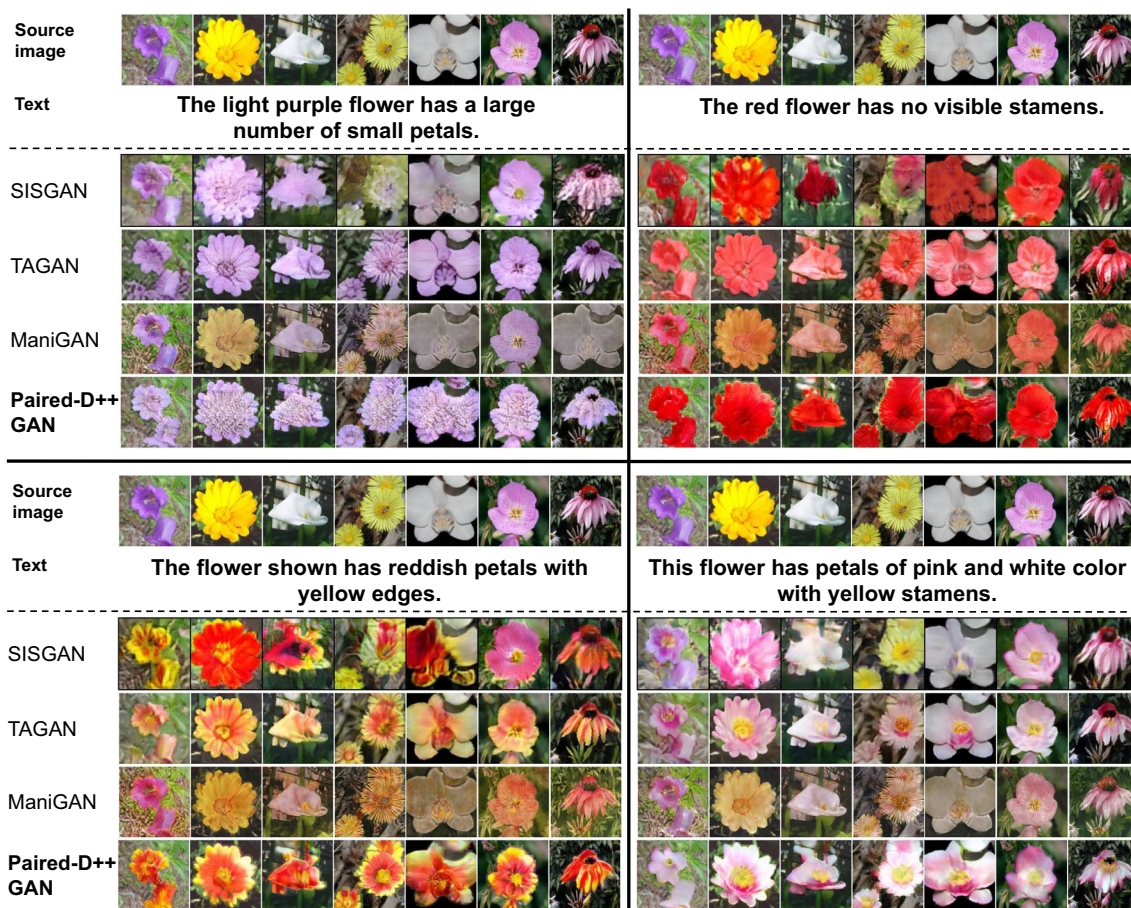 Source
image
Text
The light purple flower has a large
number of small petals.
The red flower has no visible stamens.
SISGAN
TAGAN
ManiGAN
Paired-D++
GAN
Source
image
Text
The flower shown has reddish petals with
yellow edges.
This flower has petals of pink and white color
with yellow stamens.
SISGAN
TAGAN
ManiGAN
Paired-D++
GAN